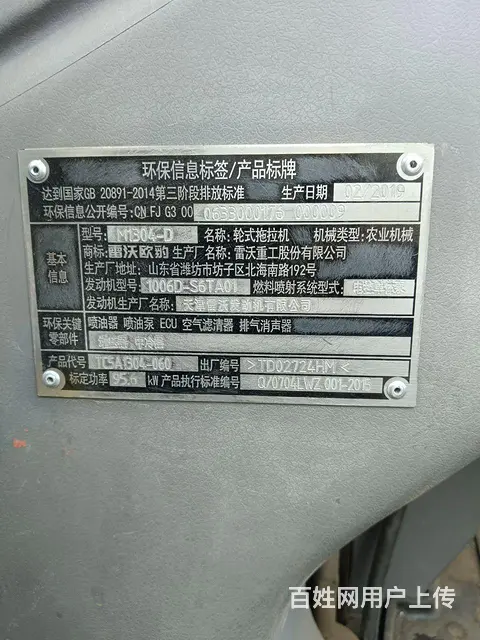 环保信息标签/产品标牌
达到国家GB 20891-2014第三阶段排放标准 生产日期 02/2019
环保信息公开编号:CN FJ G3 00 0633000173 000009
基本信息
型号: M1304-D 名称: 轮式拖拉机 机械类型: 农业机械
商标: 雷沃欧豹 生产厂名称: 雷沃重工股份有限公司
生产厂地址: 山东省潍坊市坊子区北海南路192号
发动机型号: 1006D-S6TA01 燃料喷射系统型式:
发动机厂名称:
环保关键零部件
喷油器 喷油泵 ECU 空气滤清器 排气消声器
产品代号 TC5A1304-060 出厂编号 >TD02724HM<
标定功率 95.6 kW 产品执行标准编号 Q/0704LWZ 001-2015
百姓网用户上传